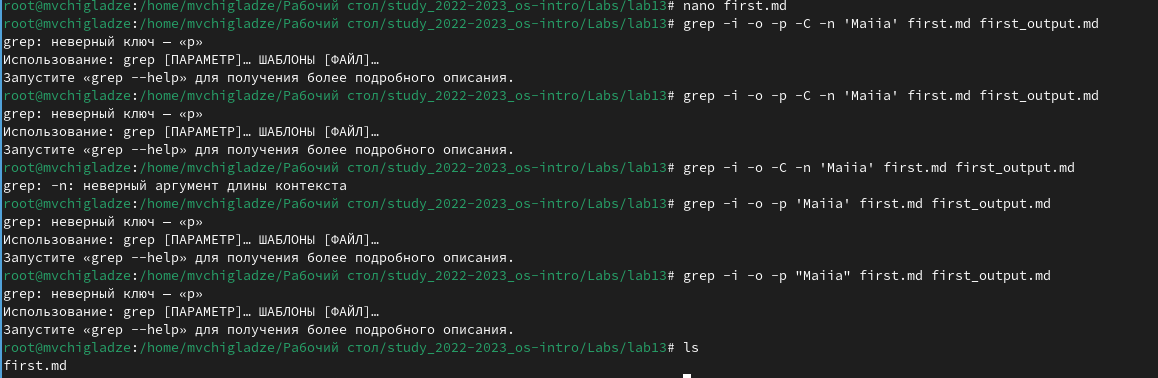 root@mvchigladze:/home/mvchigladze/Рабочий стол/study_2022-2023_os-intro/Labs/lab13# nano first.md
root@mvchigladze:/home/mvchigladze/Рабочий стол/study_2022-2023_os-intro/Labs/lab13# grep -i -o -p -C -n 'Maiia' first.md first_output.md
grep: неверный ключ — «p»
Использование: grep [ПАРАМЕТР]… ШАБЛОНЫ [ФАЙЛ]…
Запустите «grep --help» для получения более подробного описания.
root@mvchigladze:/home/mvchigladze/Рабочий стол/study_2022-2023_os-intro/Labs/lab13# grep -i -o -p -C -n 'Maiia' first.md first_output.md
grep: неверный ключ — «p»
Использование: grep [ПАРАМЕТР]… ШАБЛОНЫ [ФАЙЛ]…
Запустите «grep --help» для получения более подробного описания.
root@mvchigladze:/home/mvchigladze/Рабочий стол/study_2022-2023_os-intro/Labs/lab13# grep -i -o -C -n 'Maiia' first.md first_output.md
grep: -n: неверный аргумент длины контекста
root@mvchigladze:/home/mvchigladze/Рабочий стол/study_2022-2023_os-intro/Labs/lab13# grep -i -o -p 'Maiia' first.md first_output.md
grep: неверный ключ — «p»
Использование: grep [ПАРАМЕТР]… ШАБЛОНЫ [ФАЙЛ]…
Запустите «grep --help» для получения более подробного описания.
root@mvchigladze:/home/mvchigladze/Рабочий стол/study_2022-2023_os-intro/Labs/lab13# grep -i -o -p "Maiia" first.md first_output.md
grep: неверный ключ — «p»
Использование: grep [ПАРАМЕТР]… ШАБЛОНЫ [ФАЙЛ]…
Запустите «grep --help» для получения более подробного описания.
root@mvchigladze:/home/mvchigladze/Рабочий стол/study_2022-2023_os-intro/Labs/lab13# ls
first.md